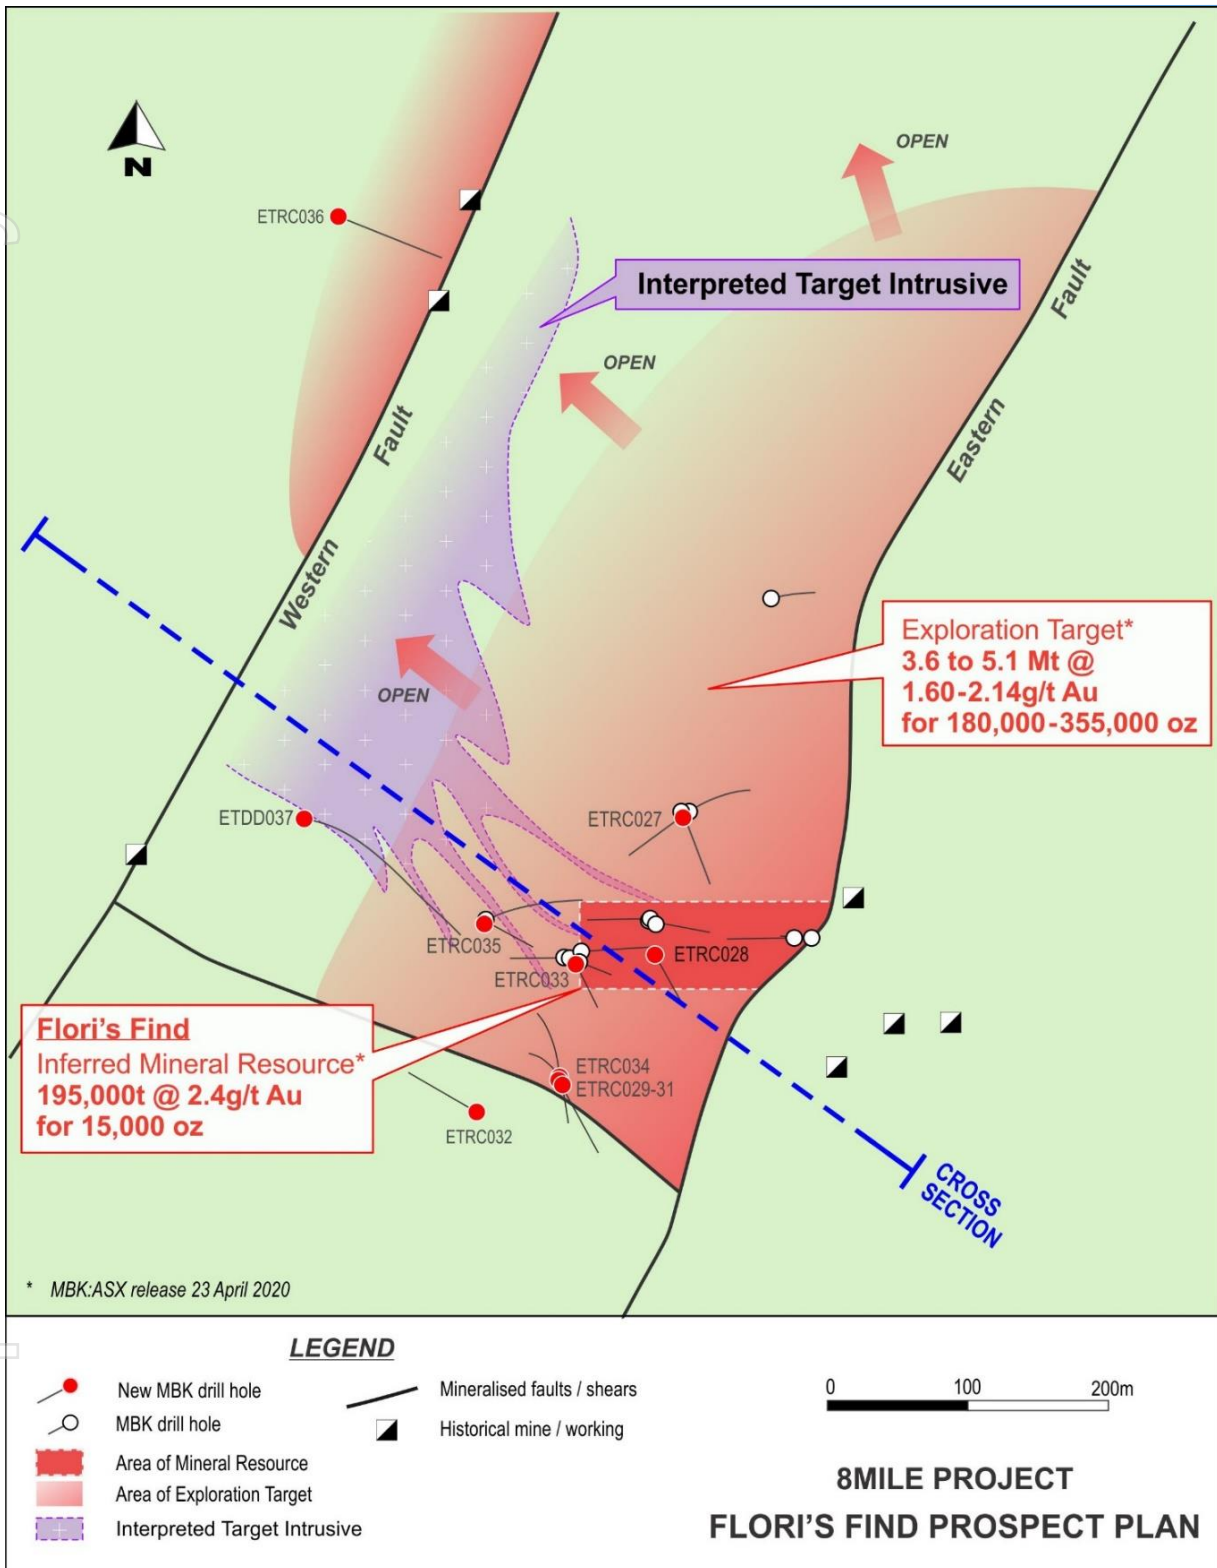 OPEN
N
ETRC036
Interpreted Target Intrusive
Fault
OPEN
Fault
Eastern
Western
Exploration Target*
3.6 to 5.1 Mt @
1.60-2.14g/t Au
for 180,000-355,000 oz
OPEN
ETDD037
ETRC027
ETRC035
ETRC028
ETRC033
Flori's Find
Inferred Mineral Resource*
195,000t @ 2.4g/t Au
for 15,000 oz
ETRC034
ETRC029-31
ETRC032
CROSS
SECTION
* MBK:ASX release 23 April 2020
LEGEND
New MBK drill hole
Mineralised faults / shears
MBK drill hole
Historical mine / working
Area of Mineral Resource
Area of Exploration Target
Interpreted Target Intrusive
0 100 200m
8MILE PROJECT
FLORI'S FIND PROSPECT PLAN